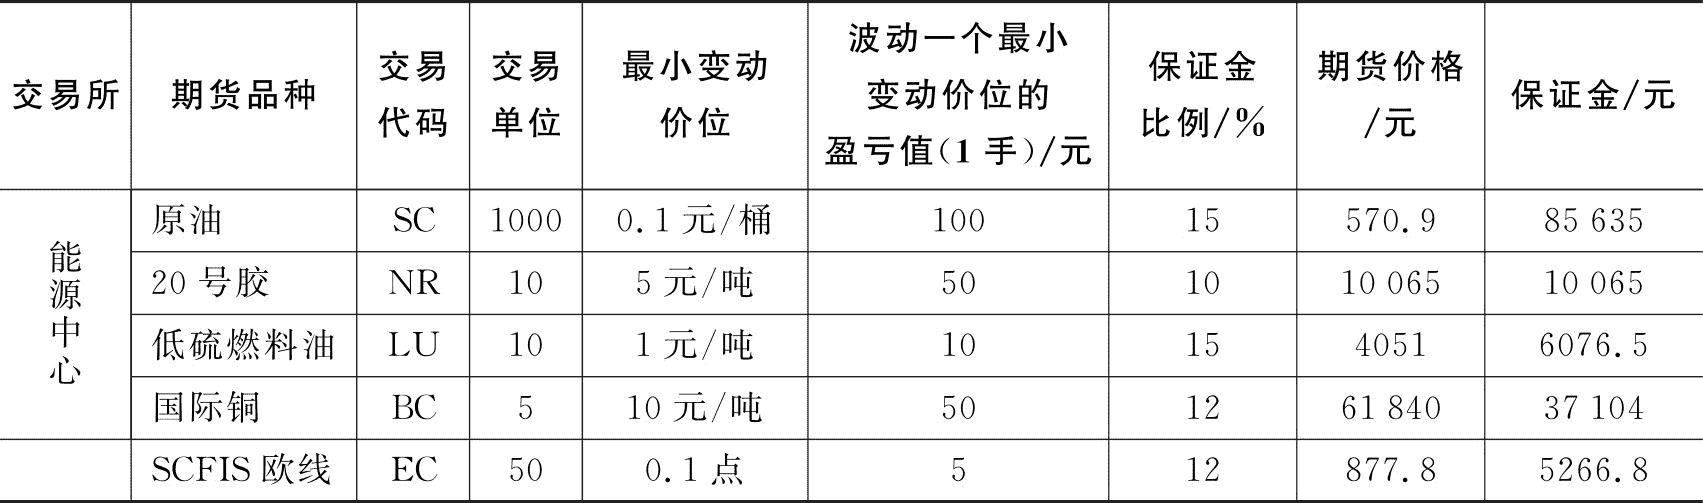 交易所 期货品种 交易代码 交易单位 最小变动价位 波动一个最小变动价位的盈亏值(1手)/元 保证金比例/% 期货价格/元 保证金/元
能源中心
原油 SC 1000 0.1元/桶 100 15 570.9 85 635
20号胶 NR 10 5元/吨 50 10 10 065 10 065
低硫燃料油 LU 10 1元/吨 10 15 4051 6076.5
国际铜 BC 5 10元/吨 50 12 61 840 37 104
SCFIS欧线 EC 50 0.1点 5 12 877.8 5266.8